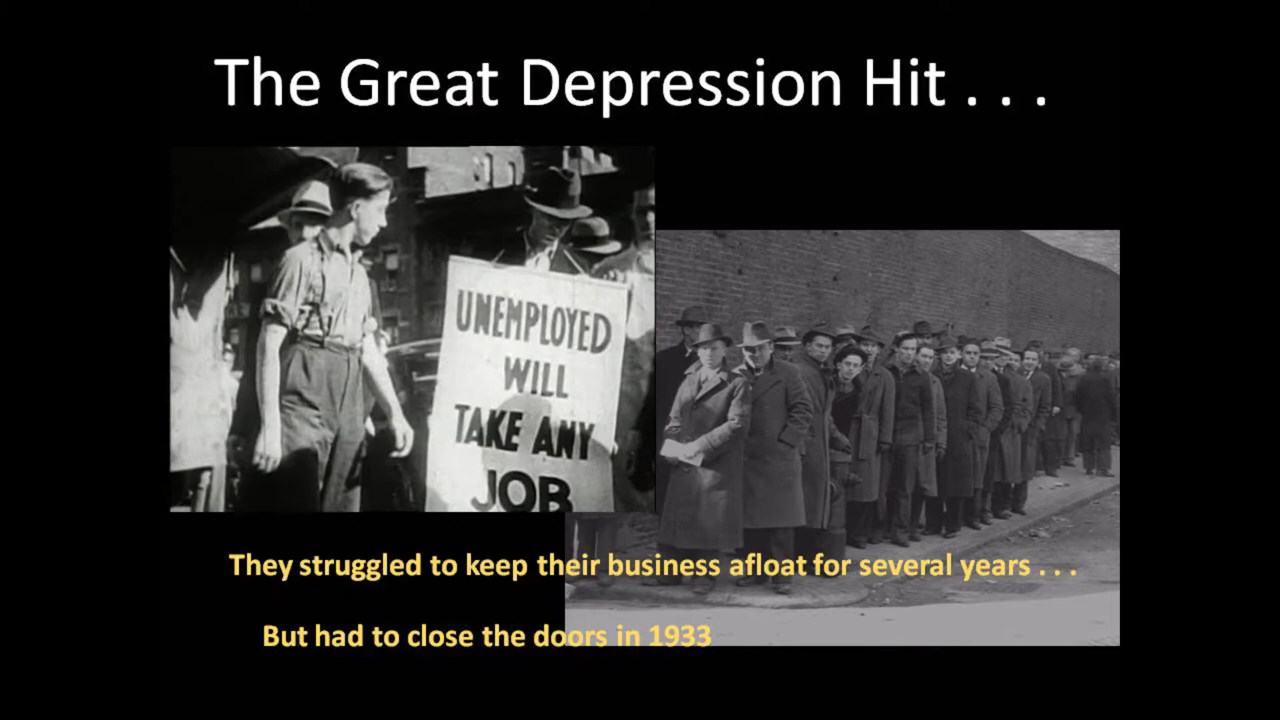 The Great Depression Hit . . .
UNEMPLOYED
WILL
TAKE ANY
JOB
They struggled to keep their business afloat for several years . . .
But had to close the doors in 1933